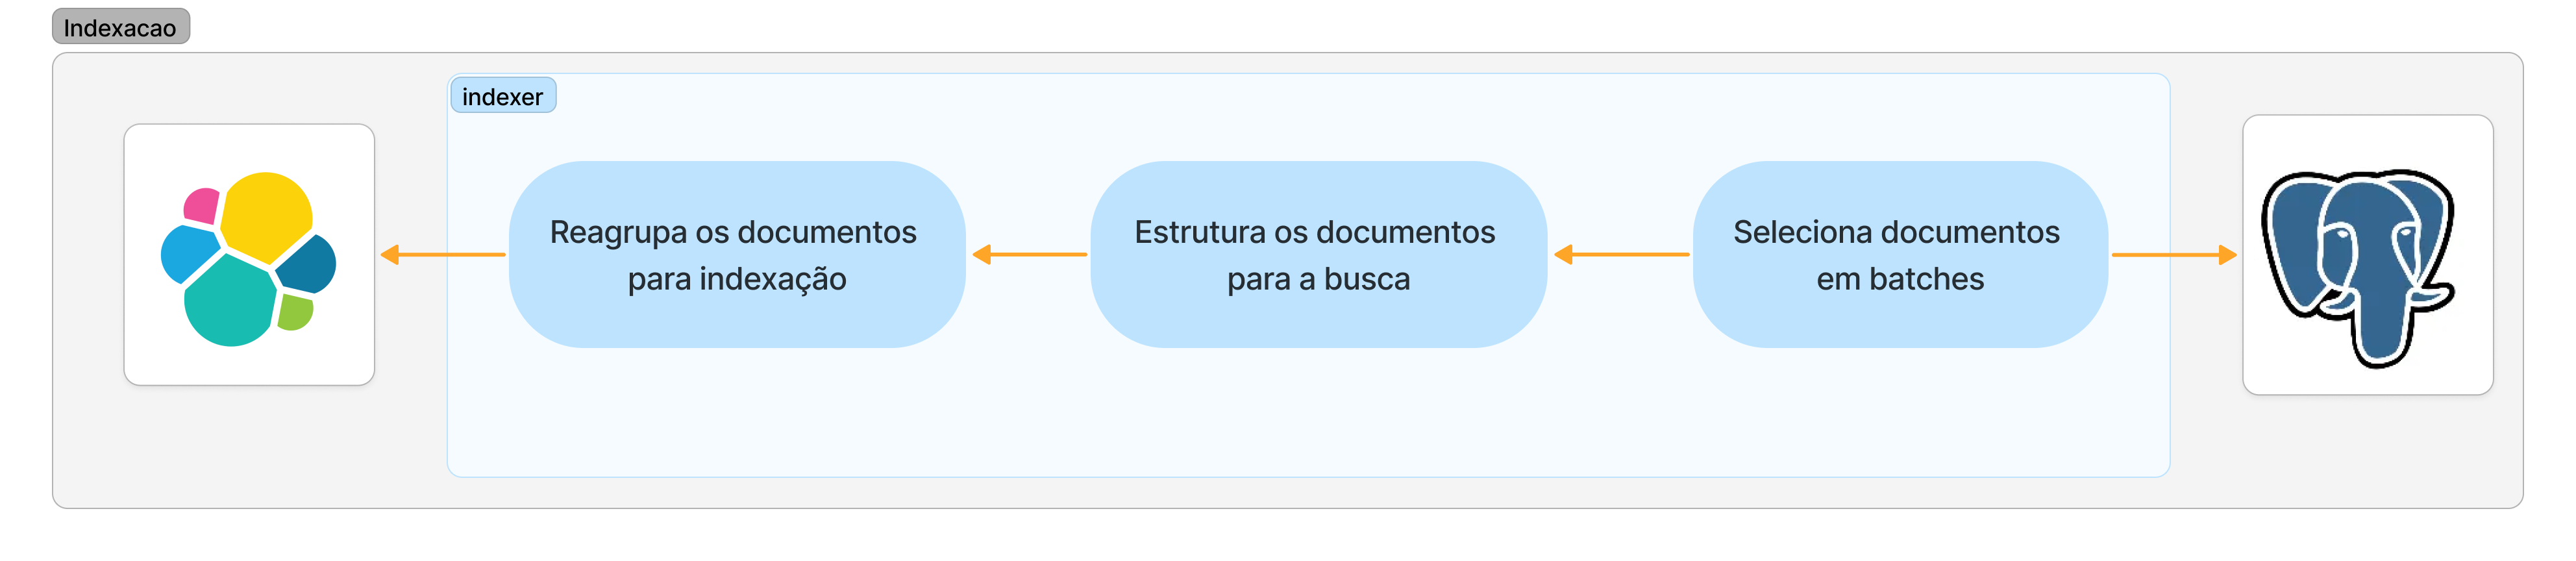 Indexacao
indexer
Reagrupa os documentos
para indexação
Estrutura os documentos
para a busca
Seleciona documentos
em batches